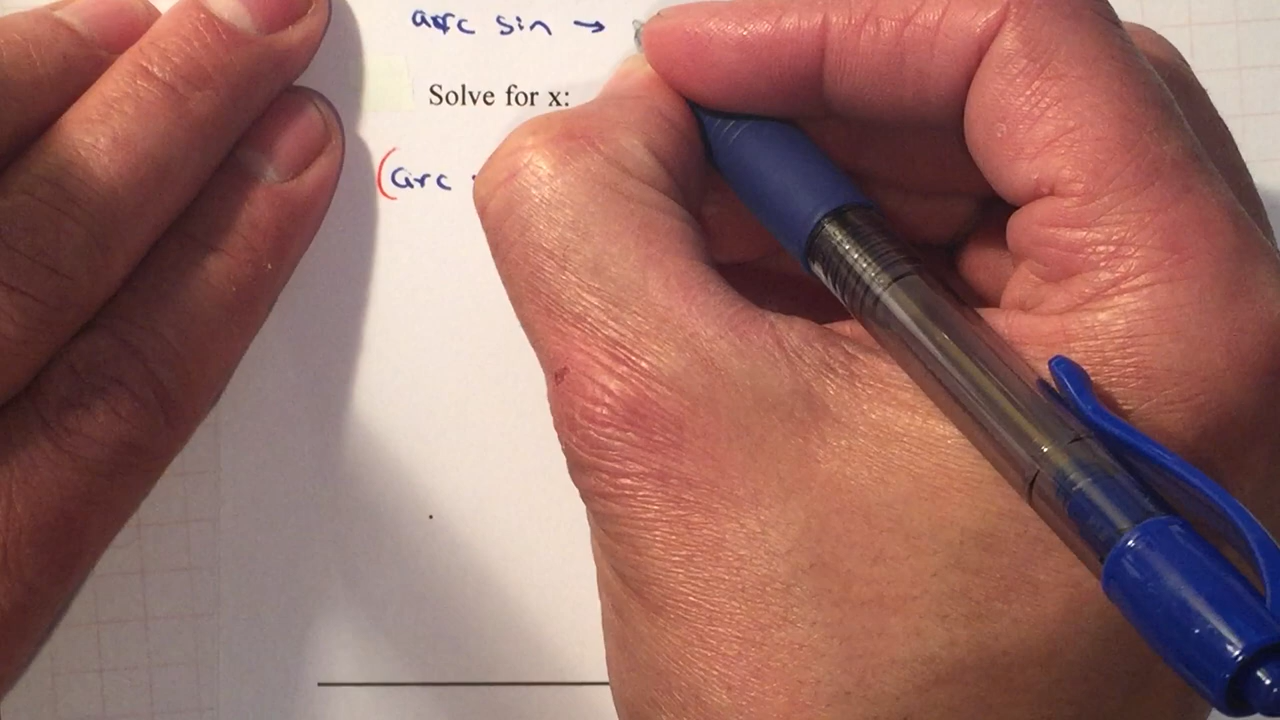 arc sin →
Solve for x:
(arc